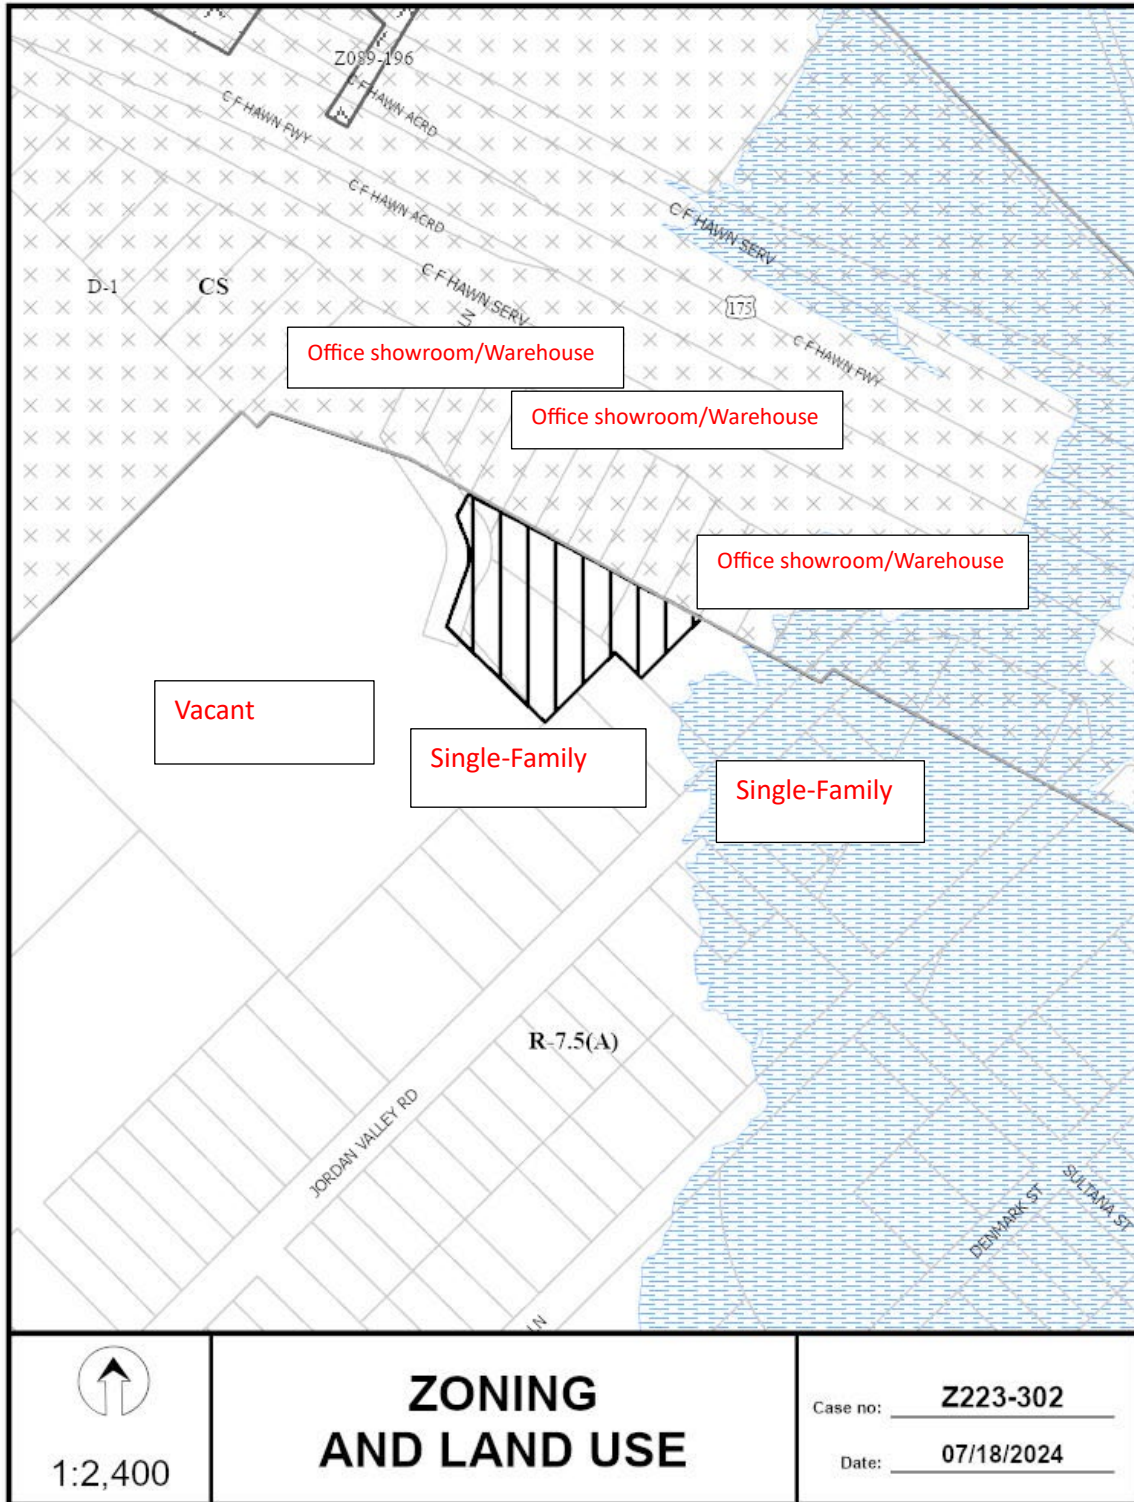 Z089-196
C F HAWN ACRD
C F HAWN FWY
C F HAWN ACRD
C F HAWN SERV
C F HAWN SERV
LN
175
C F HAWN FWY
D-1
CS
Office showroom/Warehouse
Office showroom/Warehouse
Office showroom/Warehouse
Vacant
Single-Family
Single-Family
R-7.5(A)
JORDAN VALLEY RD
SULTANA ST
DENMARK ST
LN
1:2,400
ZONING
AND LAND USE
Case no: Z223-302
Date: 07/18/2024